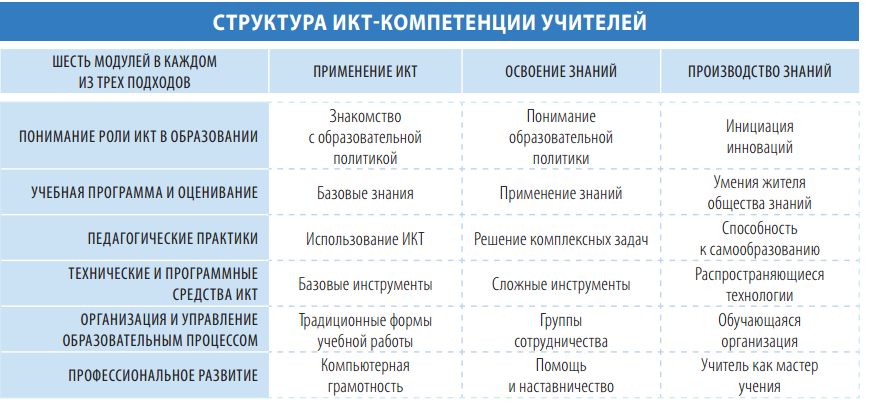 СТРУКТУРА ИКТ-КОМПЕТЕНЦИИ УЧИТЕЛЕЙ
ШЕСТЬ МОДУЛЕЙ В КАЖДОМ
ИЗ ТРЕХ ПОДХОДОВ
ПРИМЕНЕНИЕ ИКТ
ОСВОЕНИЕ ЗНАНИЙ
ПРОИЗВОДСТВО ЗНАНИЙ
ПОНИМАНИЕ РОЛИ ИКТ В ОБРАЗОВАНИИ
Знакомство
с образовательной
политикой
Понимание
образовательной
политики
Инициация
инноваций
УЧЕБНАЯ ПРОГРАММА И ОЦЕНИВАНИЕ
Базовые знания
Применение знаний
Умения жителя
общества знаний
ПЕДАГОГИЧЕСКИЕ ПРАКТИКИ
Использование ИКТ
Решение комплексных задач
Способность
к самообразованию
ТЕХНИЧЕСКИЕ И ПРОГРАММНЫЕ
СРЕДСТВА ИКТ
Базовые инструменты
Сложные инструменты
Распространяющиеся
технологии
ОРГАНИЗАЦИЯ И УПРАВЛЕНИЕ
ОБРАЗОВАТЕЛЬНЫМ ПРОЦЕССОМ
Традиционные формы
учебной работы
Группы
сотрудничества
Обучающаяся
организация
ПРОФЕССИОНАЛЬНОЕ РАЗВИТИЕ
Компьютерная
грамотность
Помощь
и наставничество
Учитель как мастер
учения